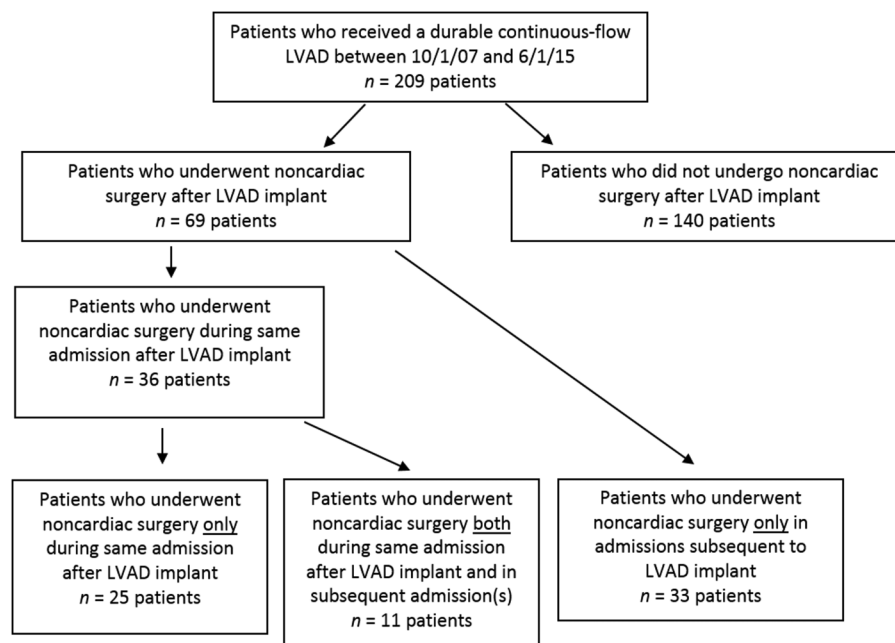 Patients who received a durable continuous-flow
LVAD between 10/1/07 and 6/1/15
n = 209 patients
Patients who underwent noncardiac
surgery after LVAD implant
n = 69 patients
Patients who did not undergo noncardiac
surgery after LVAD implant
n = 140 patients
Patients who underwent
noncardiac surgery during same
admission after LVAD implant
n = 36 patients
Patients who underwent
noncardiac surgery only
during same admission
after LVAD implant
n = 25 patients
Patients who underwent
noncardiac surgery both
during same admission
after LVAD implant and in
subsequent admission(s)
n = 11 patients
Patients who underwent
noncardiac surgery only in
admissions subsequent to
LVAD implant
n = 33 patients